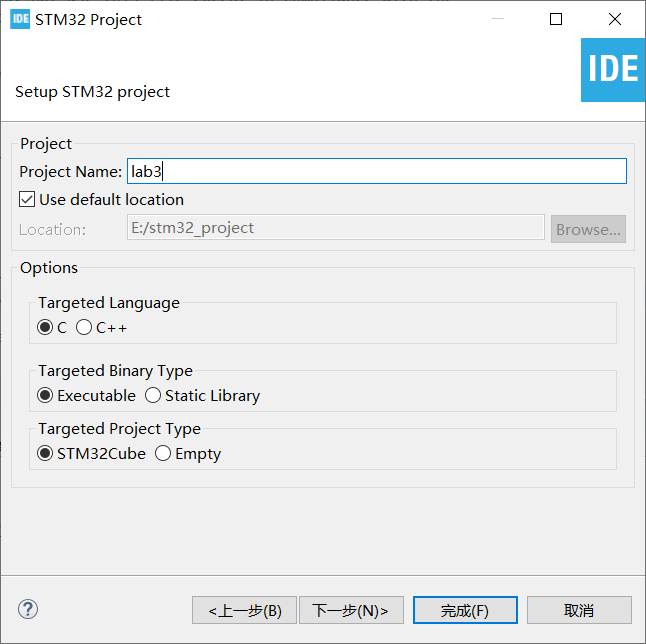 IDE STM32 Project
Setup STM32 project
IDE
Project
Project Name: lab3
Use default location
Location: E:/stm32_project Browse...
Options
Targeted Language
C C++
Targeted Binary Type
Executable Static Library
Targeted Project Type
STM32Cube Empty
? <上一步(B) 下一步(N)> 完成(F) 取消